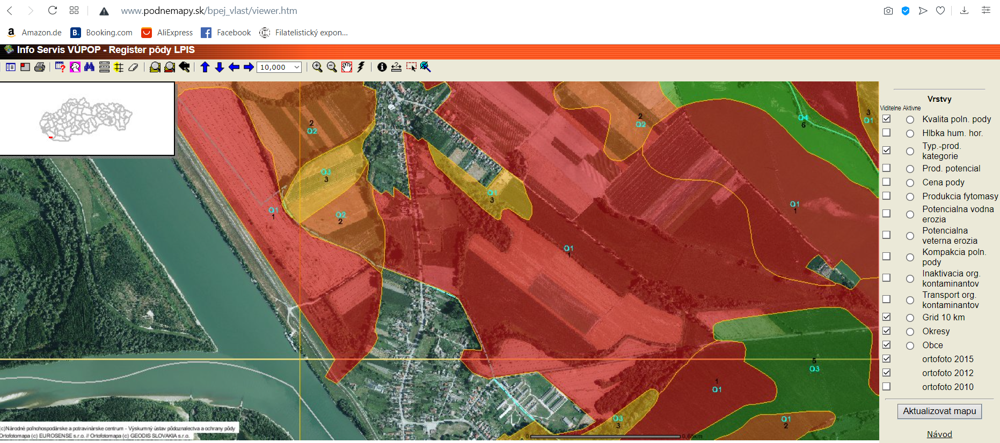 www.podnemapy.sk/bpej_vlast/viewer.htm
Amazon.de
Booking.com
AliExpress
Facebook
Filatelistický expon...
Info Servis VÚPOP - Register pôdy LPIS
10,000
2
O2
2
O2
O4
6
3
O1
O3
3
O1
3
O1
1
O2
2
O1
1
O1
1
5
O3
1
O1
O3
3
O1
2
0
0,65km
(c)Národné poľnohospodárske a potravinárske centrum - Výskumný ústav pôdoznalectva a ochrany pôdy
Ortofotomapa (c) EUROSENSE s.r.o. // Ortofotomapa (c) GEODIS SLOVAKIA s.r.o.
Vrstvy
Viditelne Aktivne
Kvalita poln. pody
Hlbka hum. hor.
Typ.-prod.
kategorie
Prod. potencial
Cena pody
Produkcia fytomasy
Potencialna vodna
erozia
Potencialna
veterna erozia
Kompakcia poln.
pody
Inaktivacia org.
kontaminantov
Transport org.
kontaminantov
Grid 10 km
Okresy
Obce
ortofoto 2015
ortofoto 2012
ortofoto 2010
Aktualizovat mapu
Návod